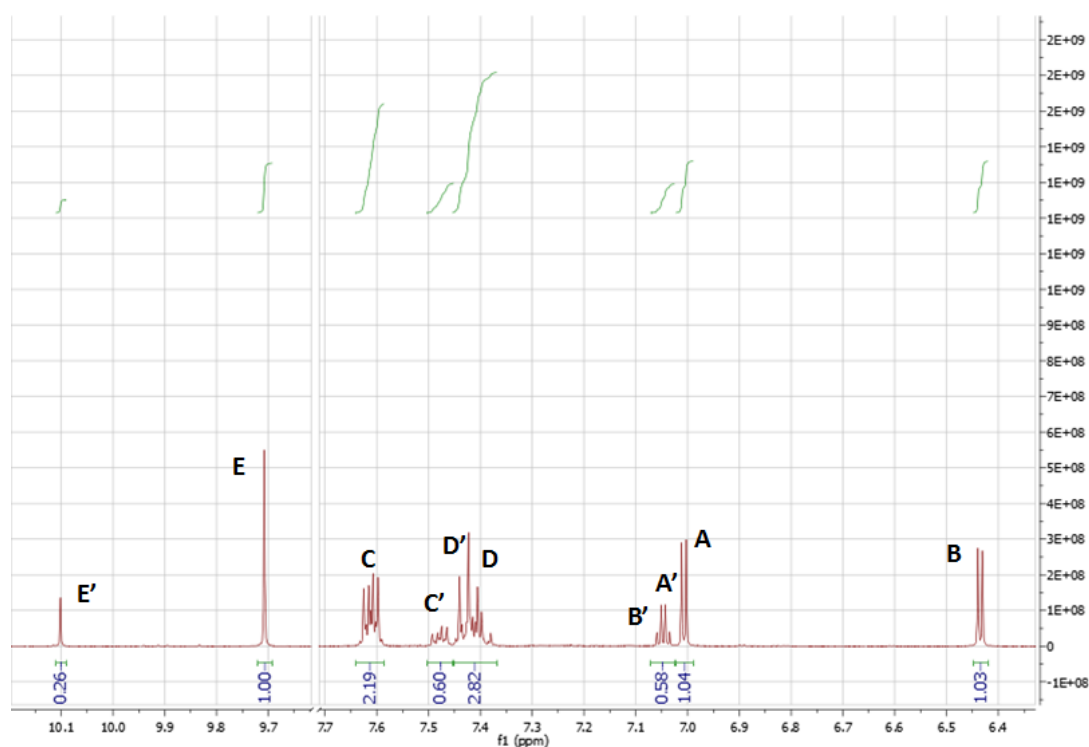 2E+09
2E+09
2E+09
2E+09
2E+09
1E+09
1E+09
1E+09
1E+09
1E+09
1E+09
9E+08
8E+08
7E+08
6E+08
5E+08
4E+08
3E+08
2E+08
1E+08
0
-1E+08
E'
E
C
C'
D'
D
B'
A'
A
B
0.26
1.00
2.19
0.60
2.82
0.58
1.04
1.03
10.1 10.0 9.9 9.8 9.7 7.7 7.6 7.5 7.4 7.3 7.2 7.1 7.0 6.9 6.8 6.7 6.6 6.5 6.4
f1 (ppm)